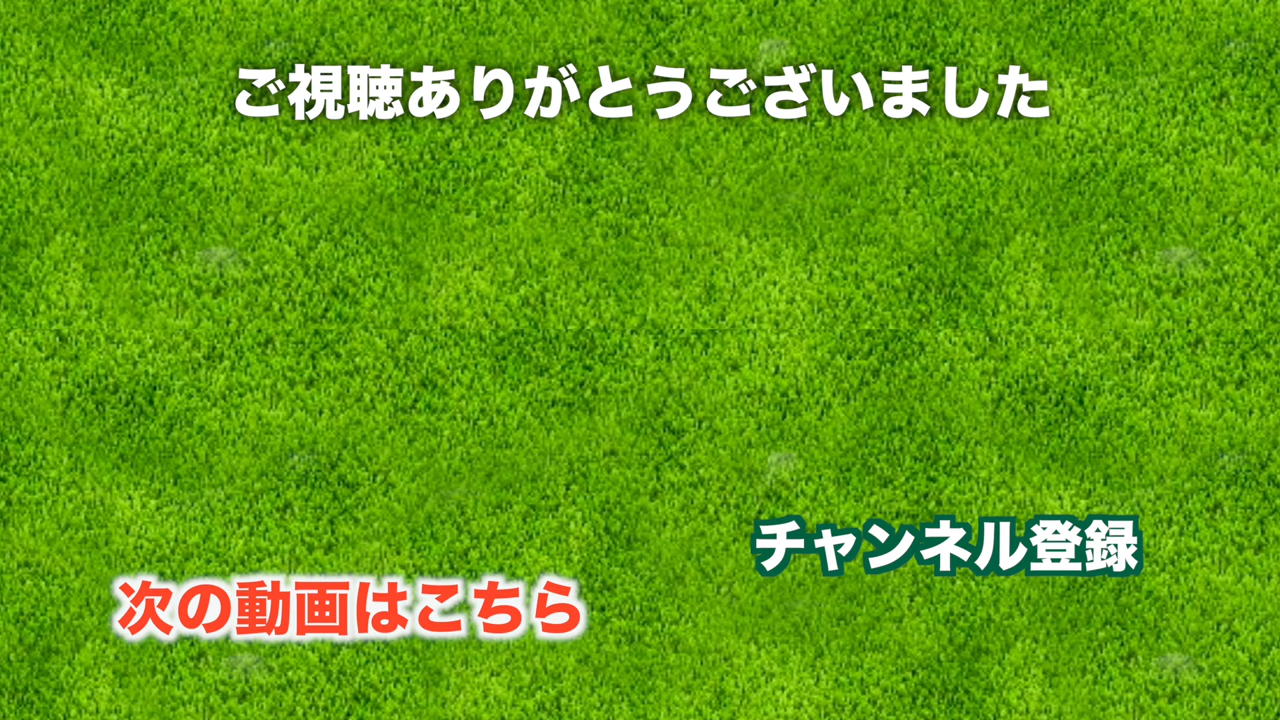 ご視聴ありがとうございました
チャンネル登録
次の動画はこちら